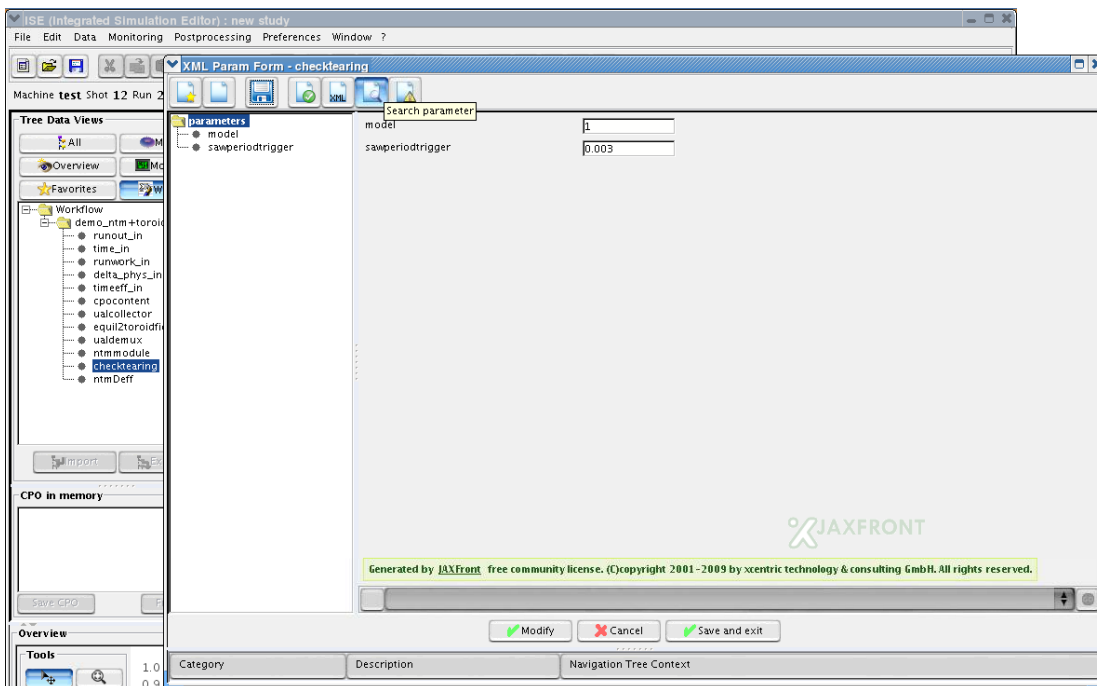 ISE (Integrated Simulation Editor) : new study
File Edit Data Monitoring Postprocessing Preferences Window ?
XML Param Form - checktearing
XML
Search parameter
Machine test Shot 12 Run 2
Tree Data Views
All
M
Overview
Mo
Favorites
W
Workflow
demo_ntm+toroid
runout_in
time_in
runwork_in
delta_phys_in
timeeff_in
cpocontent
ualcollector
equil2toroidfi
ualdemux
ntmmodule
checktearing
ntmDeff
Import
Ex
CPO in memory
Save CPO
Overview
Tools
1.0
0.9
parameters
model
sawperiodtrigger
model 1
sawperiodtrigger 0.003
JAXFRONT
Generated by JAXFront free community license. (C)copyright 2001-2009 by xcentric technology & consulting GmbH. All rights reserved.
Modify Cancel Save and exit
Category Description Navigation Tree Context